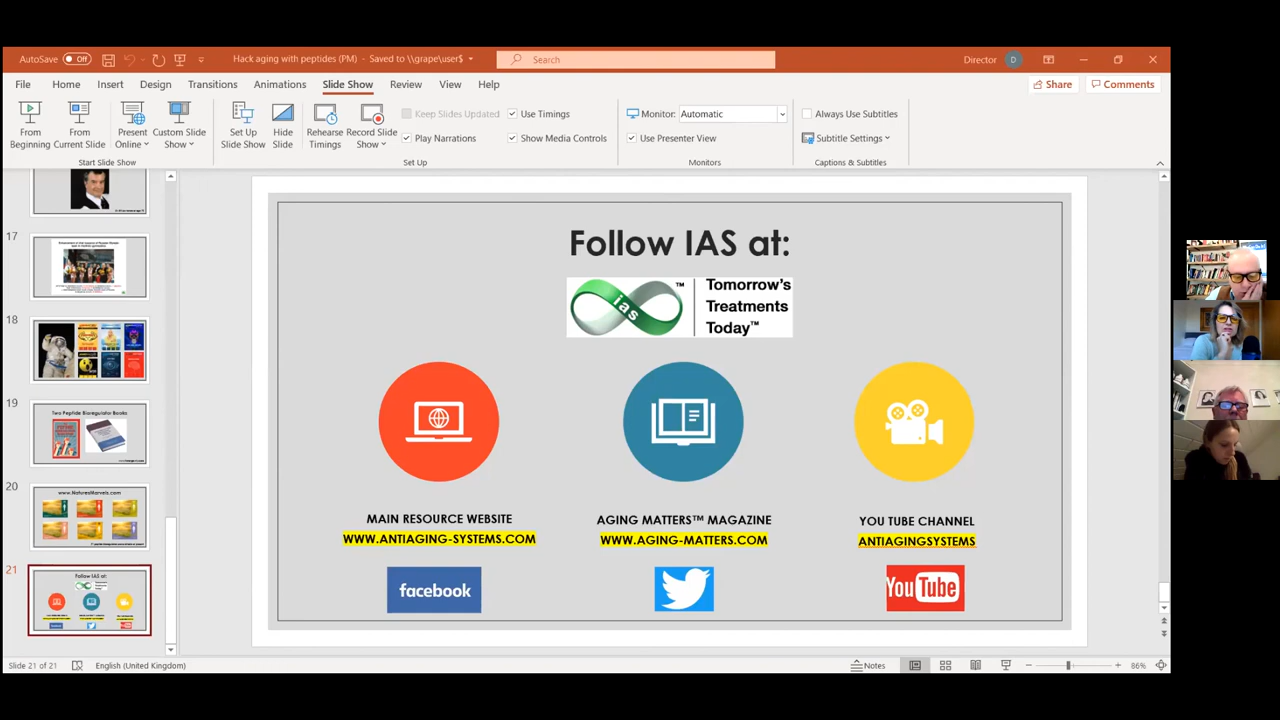 AutoSave Off
Hack aging with peptides (PM) - Saved to \\grape\user$
Search
Director D
File Home Insert Design Transitions Animations Slide Show Review View Help
Share Comments
From Beginning
From Current Slide
Present Online
Custom Slide Show
Start Slide Show
Set Up Slide Show
Hide Slide
Rehearse Timings
Record Slide Show
Keep Slides Updated
Play Narrations
Use Timings
Show Media Controls
Set Up
Monitor: Automatic
Use Presenter View
Monitors
Always Use Subtitles
Subtitle Settings
Captions & Subtitles
17
18
19
Two Peptide Bioregulator Books
20
www.NaturesMarvels.com
21
Follow IAS at:
Follow IAS at:
ias
TM
Tomorrow's
Treatments
Today™
MAIN RESOURCE WEBSITE
WWW.ANTIAGING-SYSTEMS.COM
AGING MATTERS™ MAGAZINE
WWW.AGING-MATTERS.COM
YOU TUBE CHANNEL
ANTIAGINGSYSTEMS
facebook
YouTube
Slide 21 of 21
English (United Kingdom)
Notes
86%